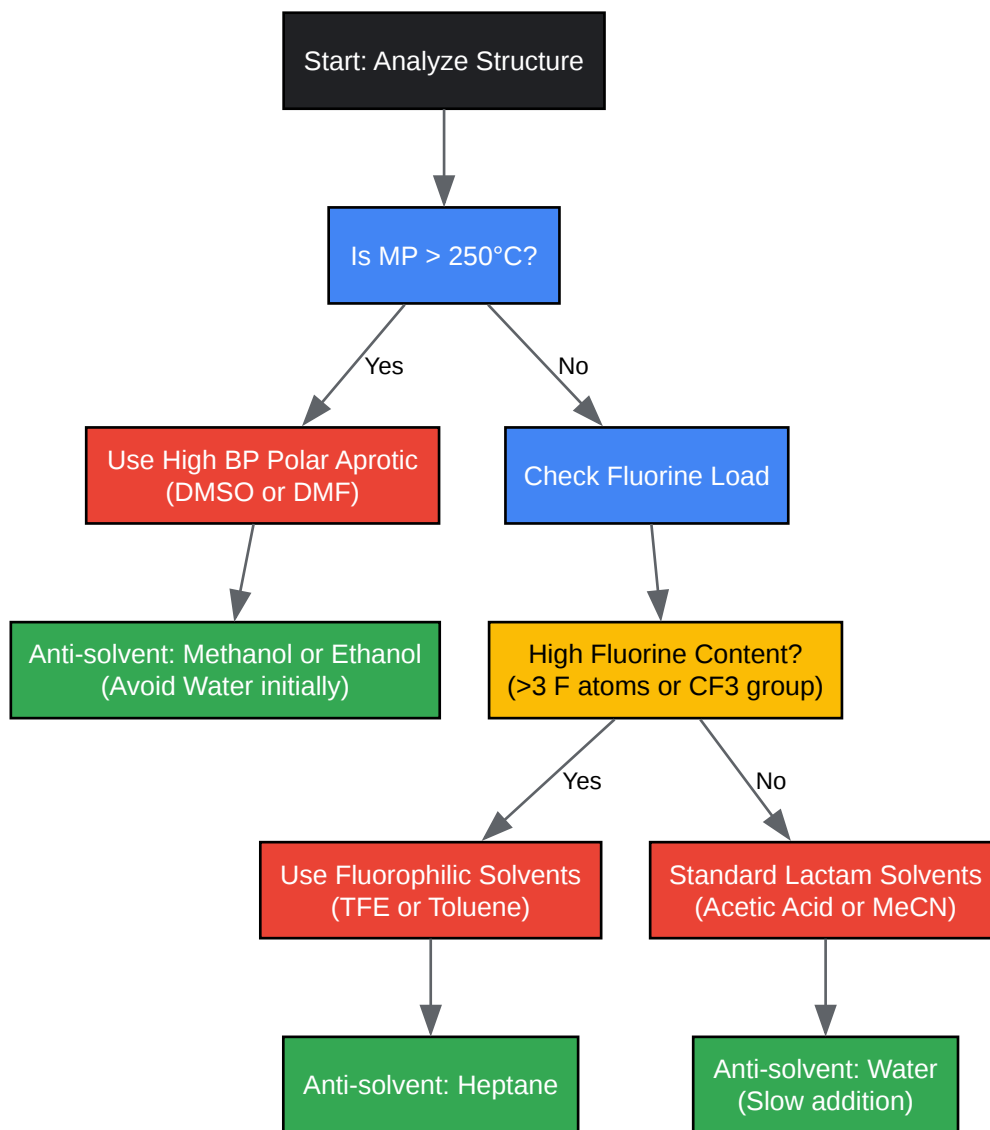 Start: Analyze Structure
Is MP > 250°C?
Yes
No
Use High BP Polar Aprotic
(DMSO or DMF)
Check Fluorine Load
Anti-solvent: Methanol or Ethanol
(Avoid Water initially)
High Fluorine Content?
(>3 F atoms or CF3 group)
Yes
No
Use Fluorophilic Solvents
(TFE or Toluene)
Standard Lactam Solvents
(Acetic Acid or MeCN)
Anti-solvent: Heptane
Anti-solvent: Water
(Slow addition)